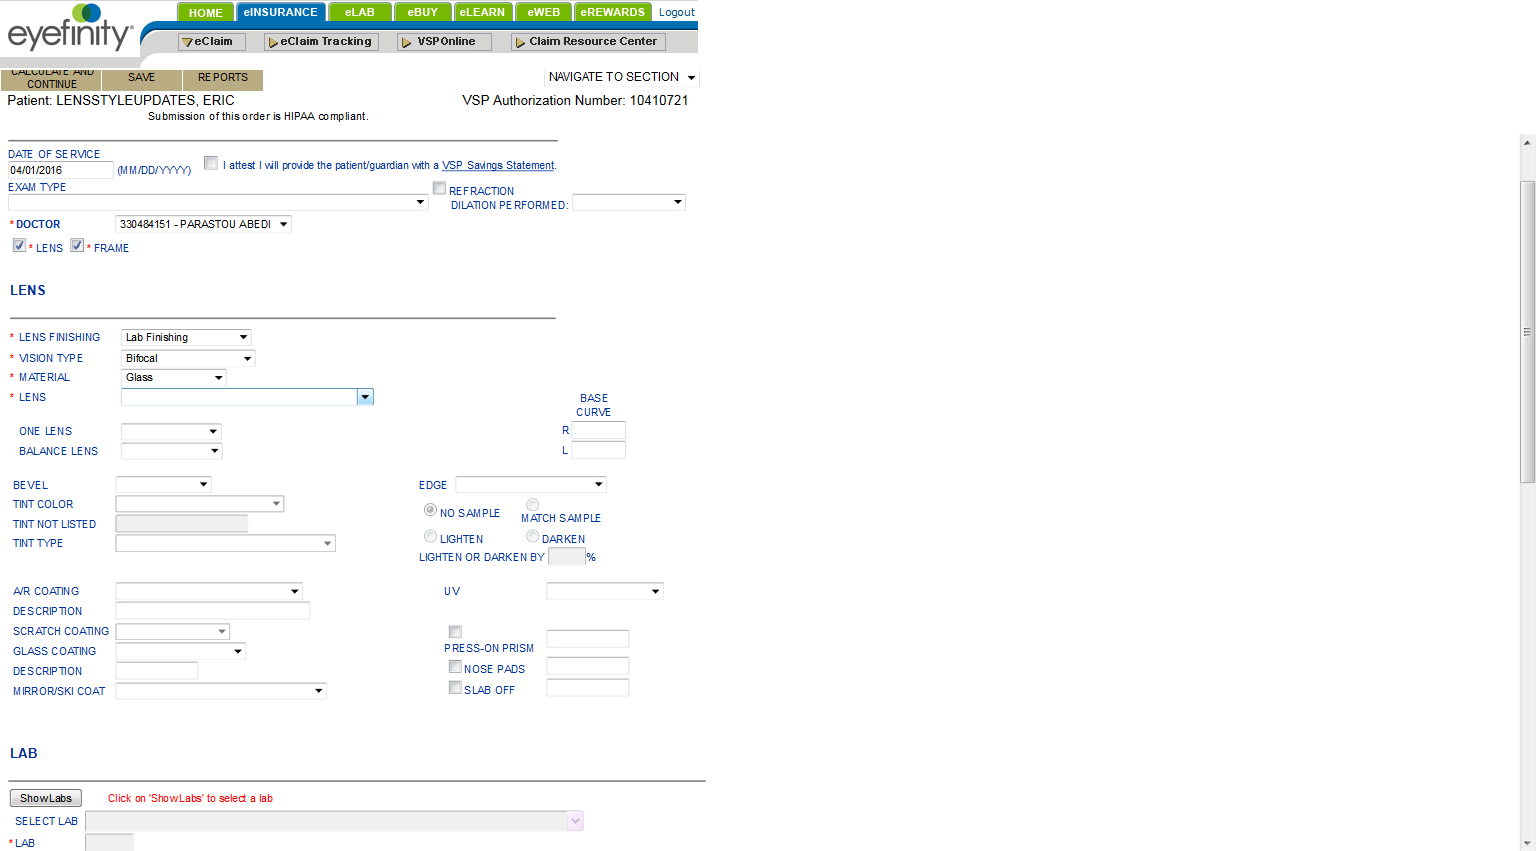 HOME eINSURANCE eLAB eBUY eLEARN eWEB eREWARDS Logout
eyefinity
eClaim eClaim Tracking VSPOnline Claim Resource Center
CALCULATE AND CONTINUE SAVE REPORTS NAVIGATE TO SECTION
Patient: LENSSTYLEUPDATES, ERIC VSP Authorization Number: 10410721
Submission of this order is HIPAA compliant.
DATE OF SERVICE
04/01/2016 (MM/DD/YYYY) I attest I will provide the patient/guardian with a VSP Savings Statement.
EXAM TYPE REFRACTION
DILATION PERFORMED:
* DOCTOR 330484151 - PARASTOU ABEDI
* LENS * FRAME
LENS
* LENS FINISHING Lab Finishing
* VISION TYPE Bifocal
* MATERIAL Glass
* LENS BASE
CURVE
ONE LENS R
BALANCE LENS L
BEVEL EDGE
TINT COLOR
NO SAMPLE MATCH SAMPLE
TINT NOT LISTED
TINT TYPE LIGHTEN DARKEN
LIGHTEN OR DARKEN BY %
A/R COATING UV
DESCRIPTION
SCRATCH COATING
GLASS COATING PRESS-ON PRISM
DESCRIPTION NOSE PADS
MIRROR/SKI COAT SLAB OFF
LAB
ShowLabs Click on 'ShowLabs' to select a lab
SELECT LAB
* LAB